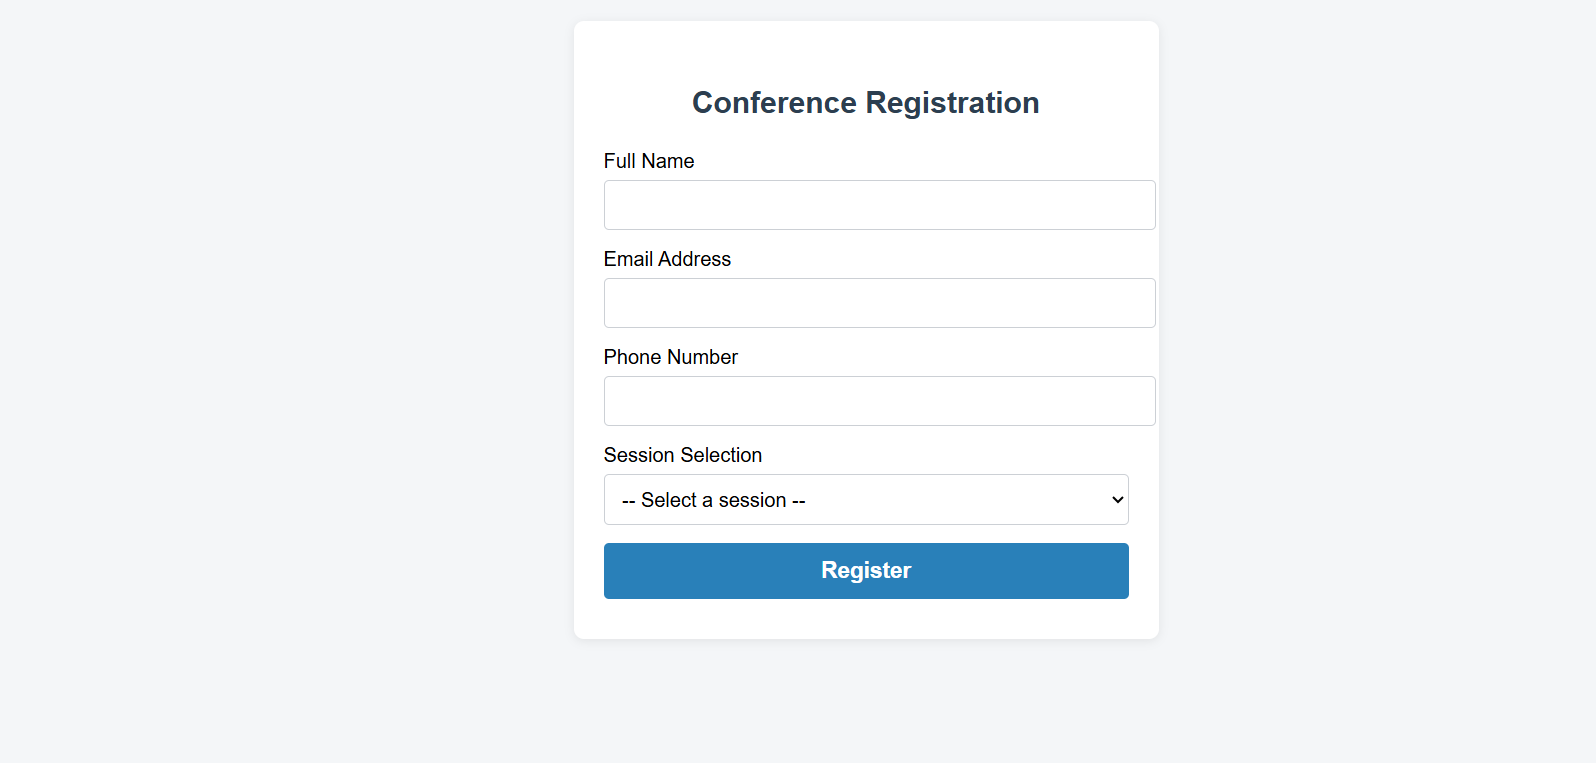 Conference Registration
Full Name
Email Address
Phone Number
Session Selection
-- Select a session --
Register